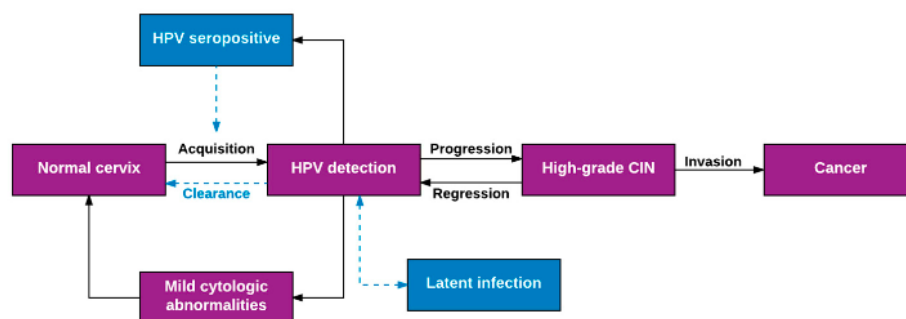 HPV seropositive
Normal cervix
Acquisition
Clearance
HPV detection
Progression
Regression
High-grade CIN
Invasion
Cancer
Mild cytologic
abnormalities
Latent infection